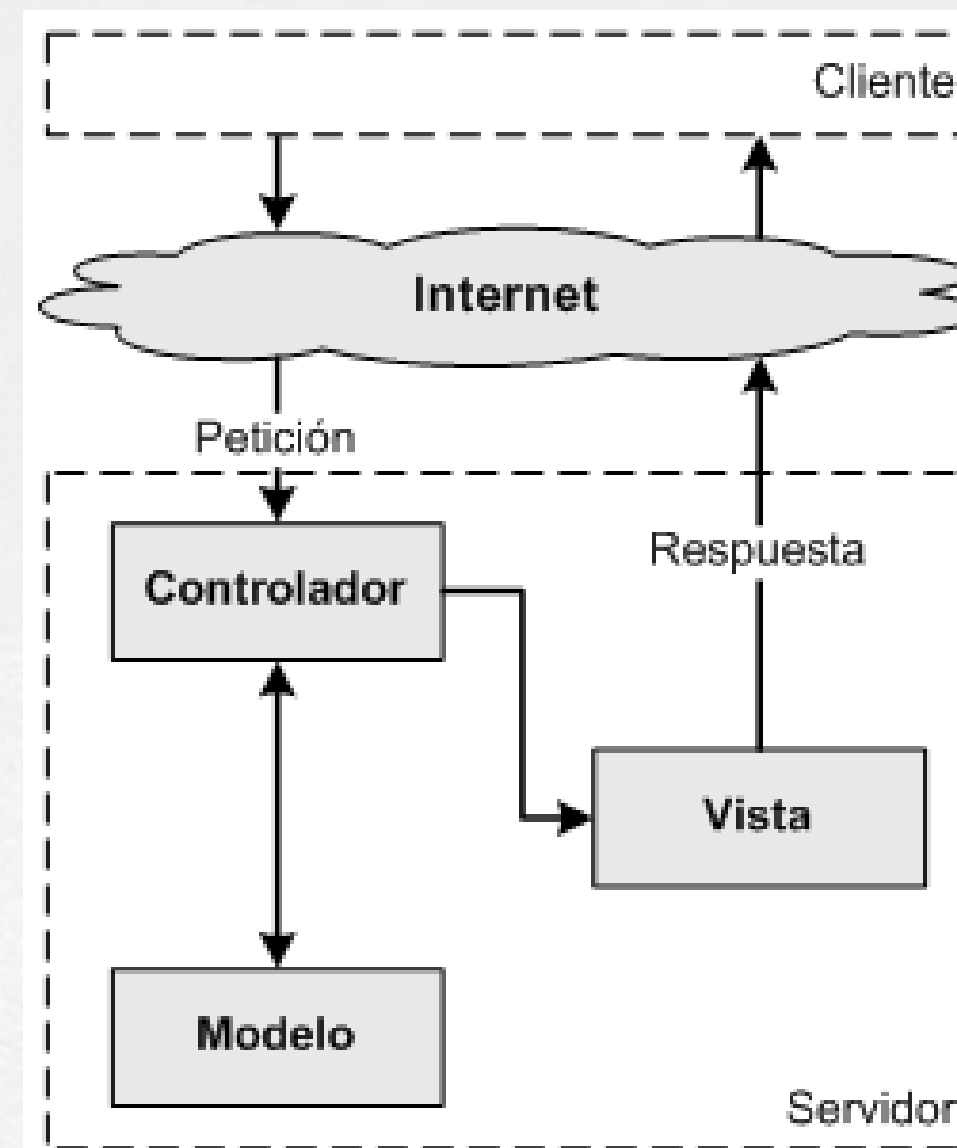 Cliente
Internet
Petición
Respuesta
Controlador
Vista
Modelo
Servidor